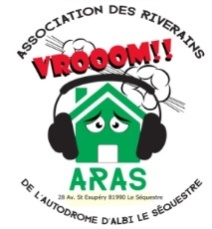 ASSOCIATION DES RIVERAINS
VROOOM!!
ARAS
28 Av. St Exupéry 81990 Le Séquestre
DE L'AUTODROME D'ALBI LE SÉQUESTRE